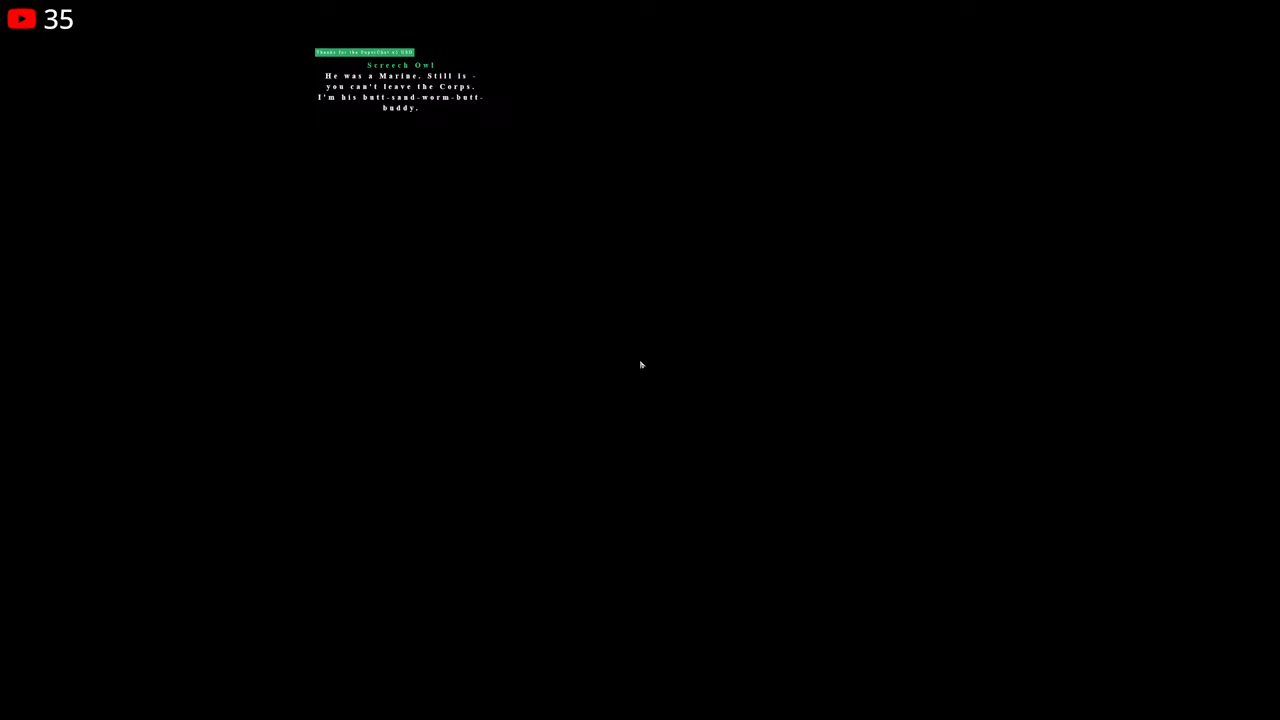 35
Thanks for the SuperChat of USD
Screech Owl
He was a Marine. Still is -
you can't leave the Corps.
I'm his butt-sand-worm-butt-
buddy.